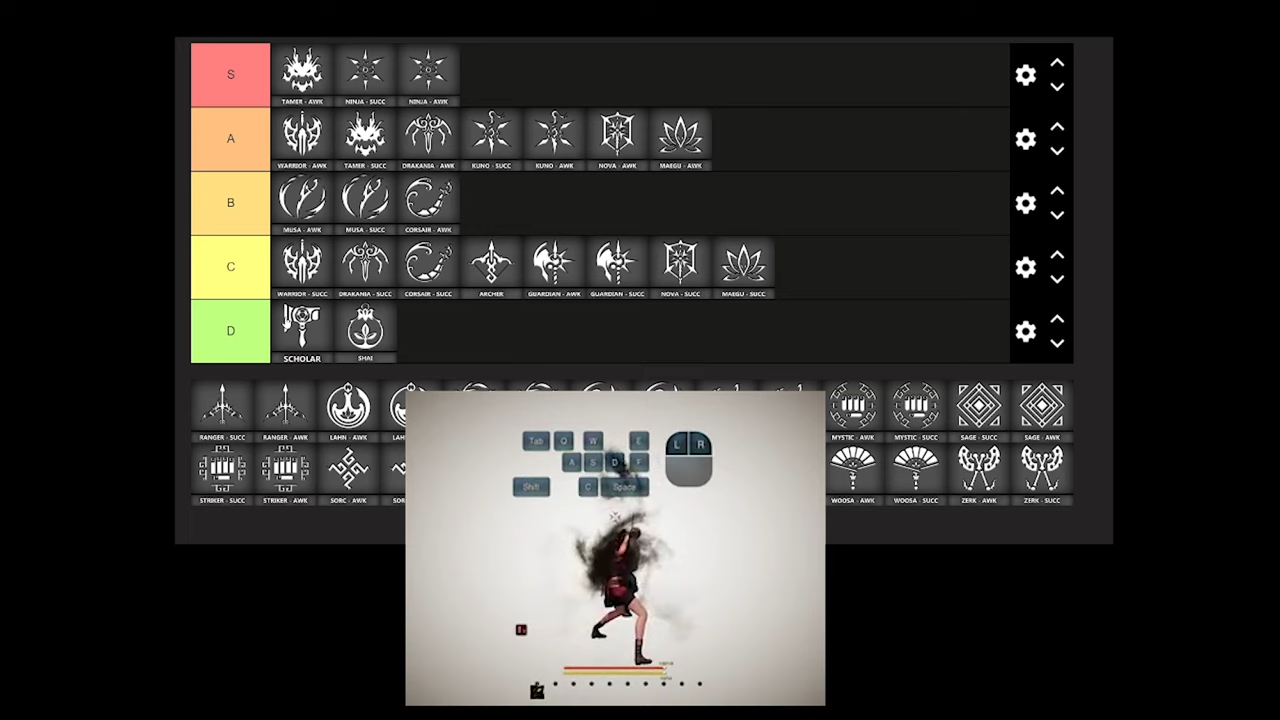 S
TAMER - AWK NINJA - SUCC NINJA - AWK
A
WARRIOR - AWK TAMER - SUCC DRAKANIA - AWK KUNO - SUCC KUNO - AWK NOVA - AWK MAEGU - AWK
B
MUSA - AWK MUSA - SUCC CORSAIR - AWK
C
WARRIOR - SUCC DRAKANIA - SUCC CORSAIR - SUCC ARCHER GUARDIAN - AWK GUARDIAN - SUCC NOVA - SUCC MAEGU - SUCC
D
SCHOLAR SHAI
RANGER - SUCC RANGER - AWK LAHN - AWK LAH MYSTIC - AWK MYSTIC - SUCC SAGE - SUCC SAGE - AWK
STRIKER - SUCC STRIKER - AWK SORC - AWK SOR WOOSA - AWK WOOSA - SUCC ZERK - AWK ZERK - SUCC
Tab Q W E
A S D F
Shift C Space
L R